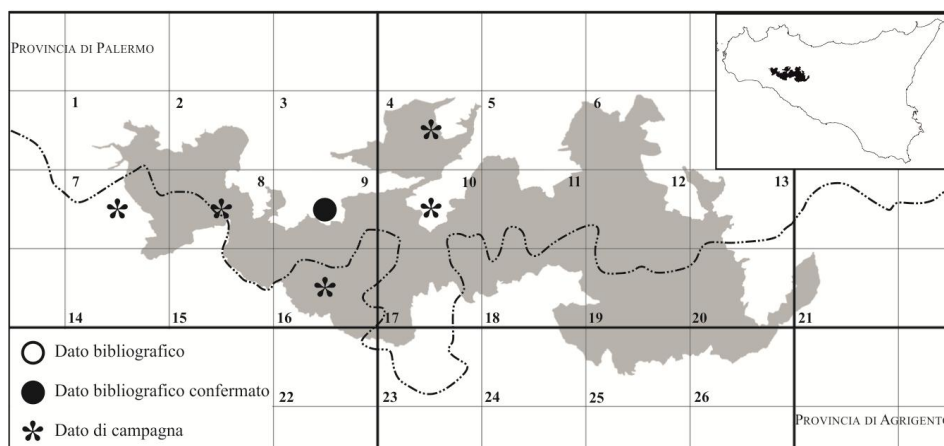 PROVINCIA DI PALERMO
1 2 3 4 5 6
7 8 9 10 11 12 13
14 15 16 17 18 19 20 21
Dato bibliografico
Dato bibliografico confermato
22 23 24 25 26
PROVINCIA DI AGRIGENTO
Dato di campagna